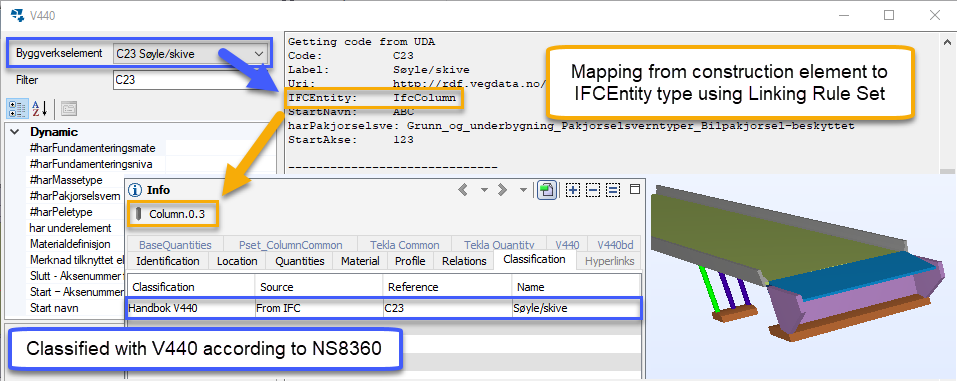 V440
Byggverkselement C23 Søyle/skive
Filter C23
Dynamic
#harFundamenteringsmate
#harFundamenteringsniva
#harMassetype
#harPakjorselsvern
#harPeletype
har underelement
Materialdefinisjon
Merknad tilknyttet el
Slutt - Aksenummer
Start – Aksenummer
Start navn
Getting code from UDA
Code: C23
Label: Søyle/skive
Uri: http://rdf.vegdata.no/
IFCEntity: IfcColumn
StartNavn: ABC
harPakjorselsve: Grunn_og_underbygning_Pakjorselsverntyper_Bilpakjorsel-beskyttet
StartAkse: 123
------------------------------
Mapping from construction element to
IFCEntity type using Linking Rule Set
Info
Column.0.3
BaseQuantities Pset_ColumnCommon Tekla Common Tekla Quantity V440 V440bd
Identification Location Quantities Material Profile Relations Classification Hyperlinks
Classification Source Reference Name
Handbok V440 From IFC C23 Søyle/skive
Classified with V440 according to NS8360